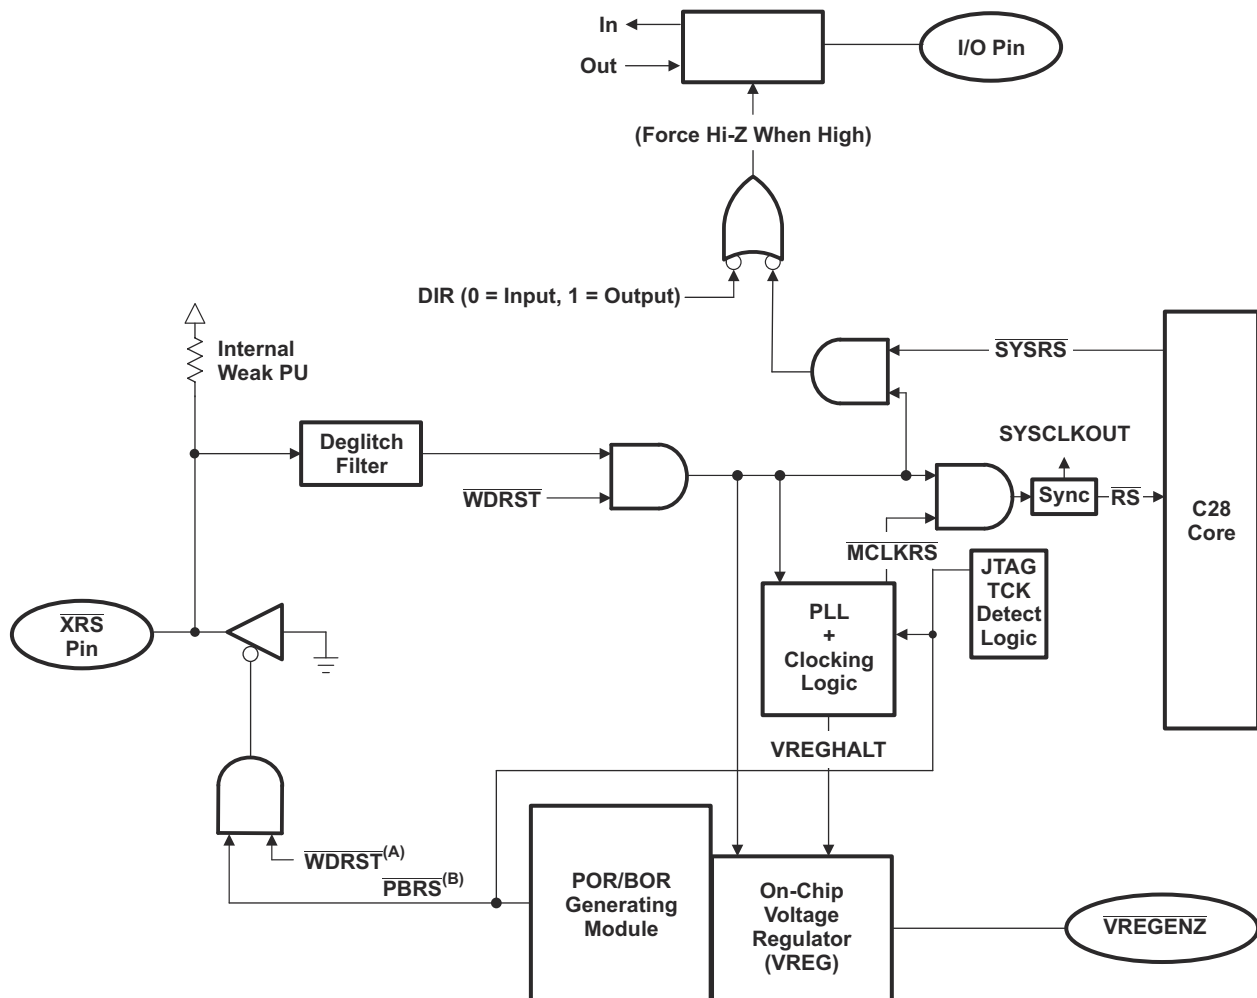 In
Out
I/O Pin
(Force Hi-Z When High)
DIR (0 = Input, 1 = Output)
Internal
Weak PU
SYSRS
Deglitch
Filter
SYSCLKOUT
WDRST
Sync
RS
C28
Core
MCLKRS
JTAG
TCK
Detect
Logic
XRS
Pin
PLL
+
Clocking
Logic
VREGHALT
WDRST(A)
PBRS(B)
POR/BOR
Generating
Module
On-Chip
Voltage
Regulator
(VREG)
VREGENZ